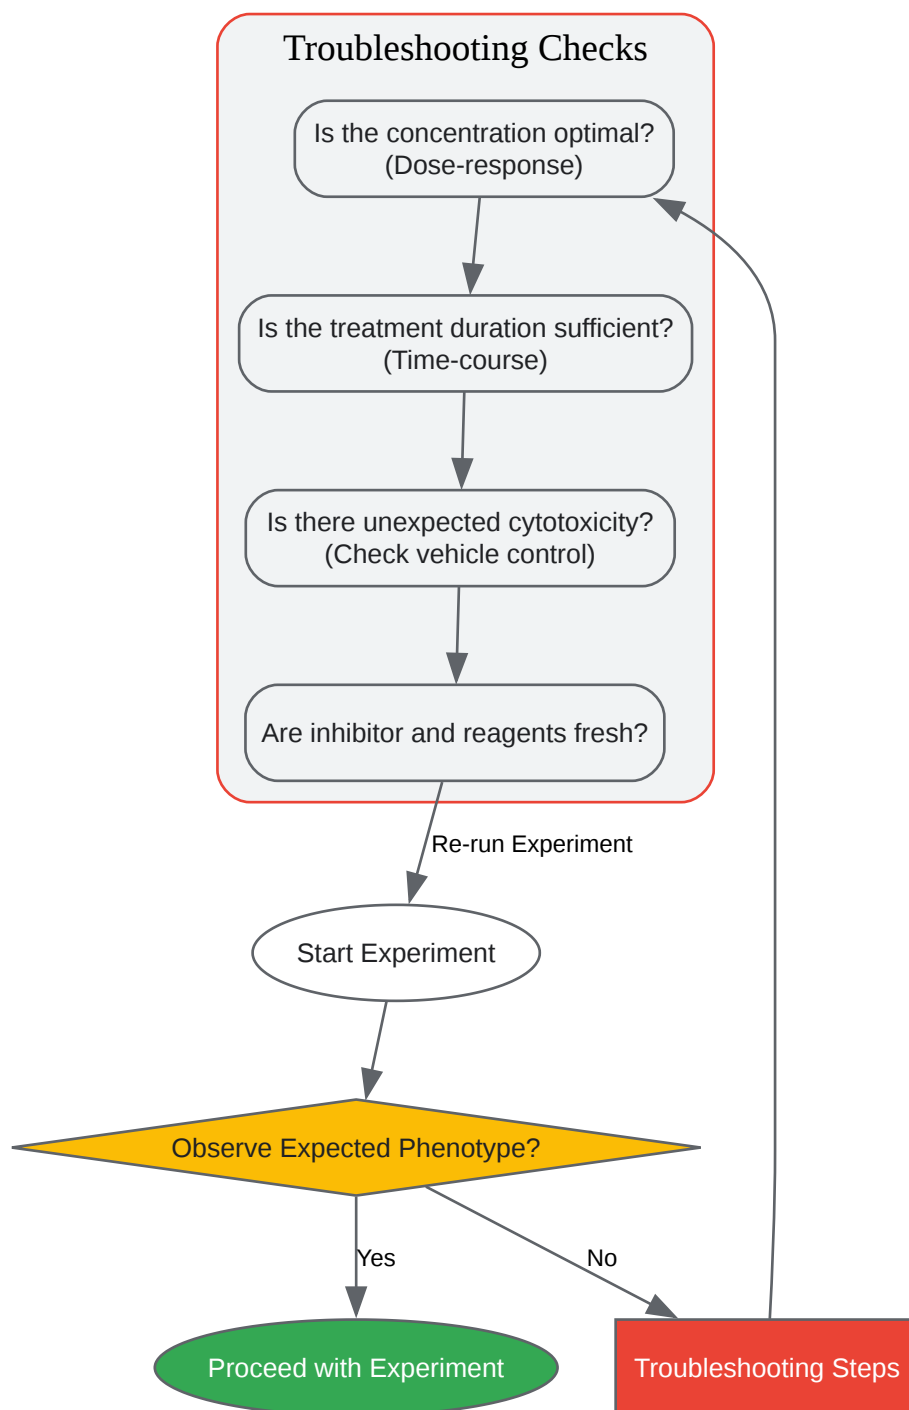 Troubleshooting Checks
Is the concentration optimal?
(Dose-response)
Is the treatment duration sufficient?
(Time-course)
Is there unexpected cytotoxicity?
(Check vehicle control)
Are inhibitor and reagents fresh?
Re-run Experiment
Start Experiment
Observe Expected Phenotype?
Yes
No
Proceed with Experiment
Troubleshooting Steps